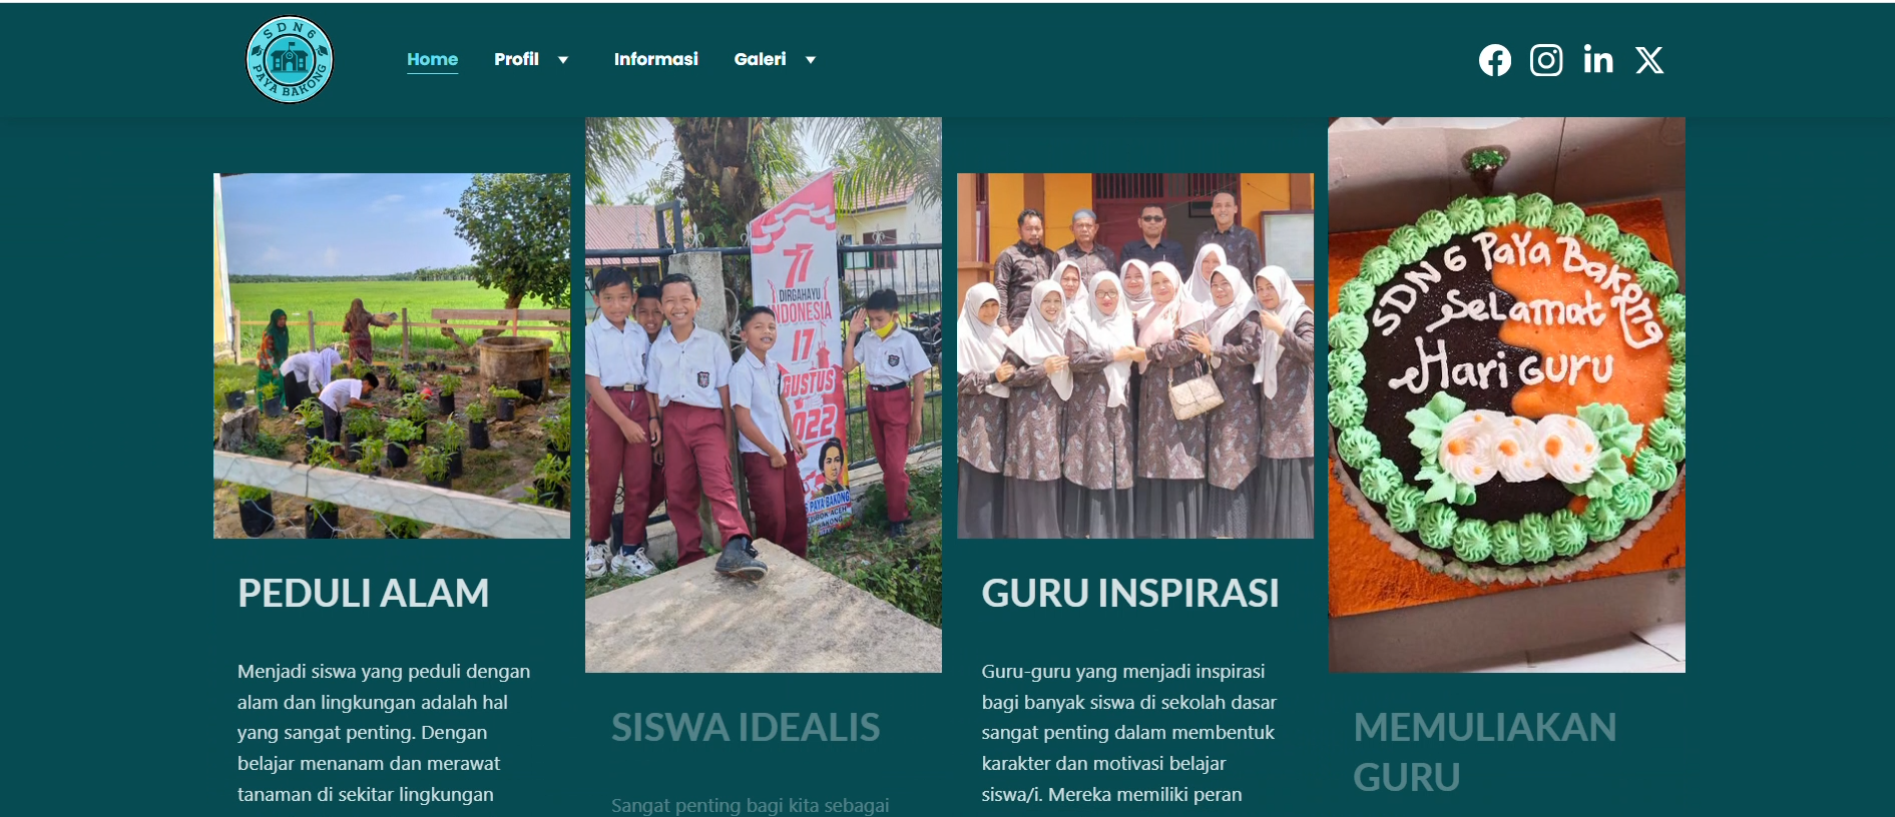 SDN 6
PAYA BAKONG
Home
Profil
Informasi
Galeri
77
DIRGAHAYU
INDONESIA
17
GUSTUS
2022
PAYA BAKONG
SDN 6 PaYa Bakong
SeLamat
Hari GURU
PEDULI ALAM
Menjadi siswa yang peduli dengan
alam dan lingkungan adalah hal
yang sangat penting. Dengan
belajar menanam dan merawat
tanaman di sekitar lingkungan
SISWA IDEALIS
Sangat penting bagi kita sebagai
GURU INSPIRASI
Guru-guru yang menjadi inspirasi
bagi banyak siswa di sekolah dasar
sangat penting dalam membentuk
karakter dan motivasi belajar
siswa/i. Mereka memiliki peran
MEMULIAKAN
GURU